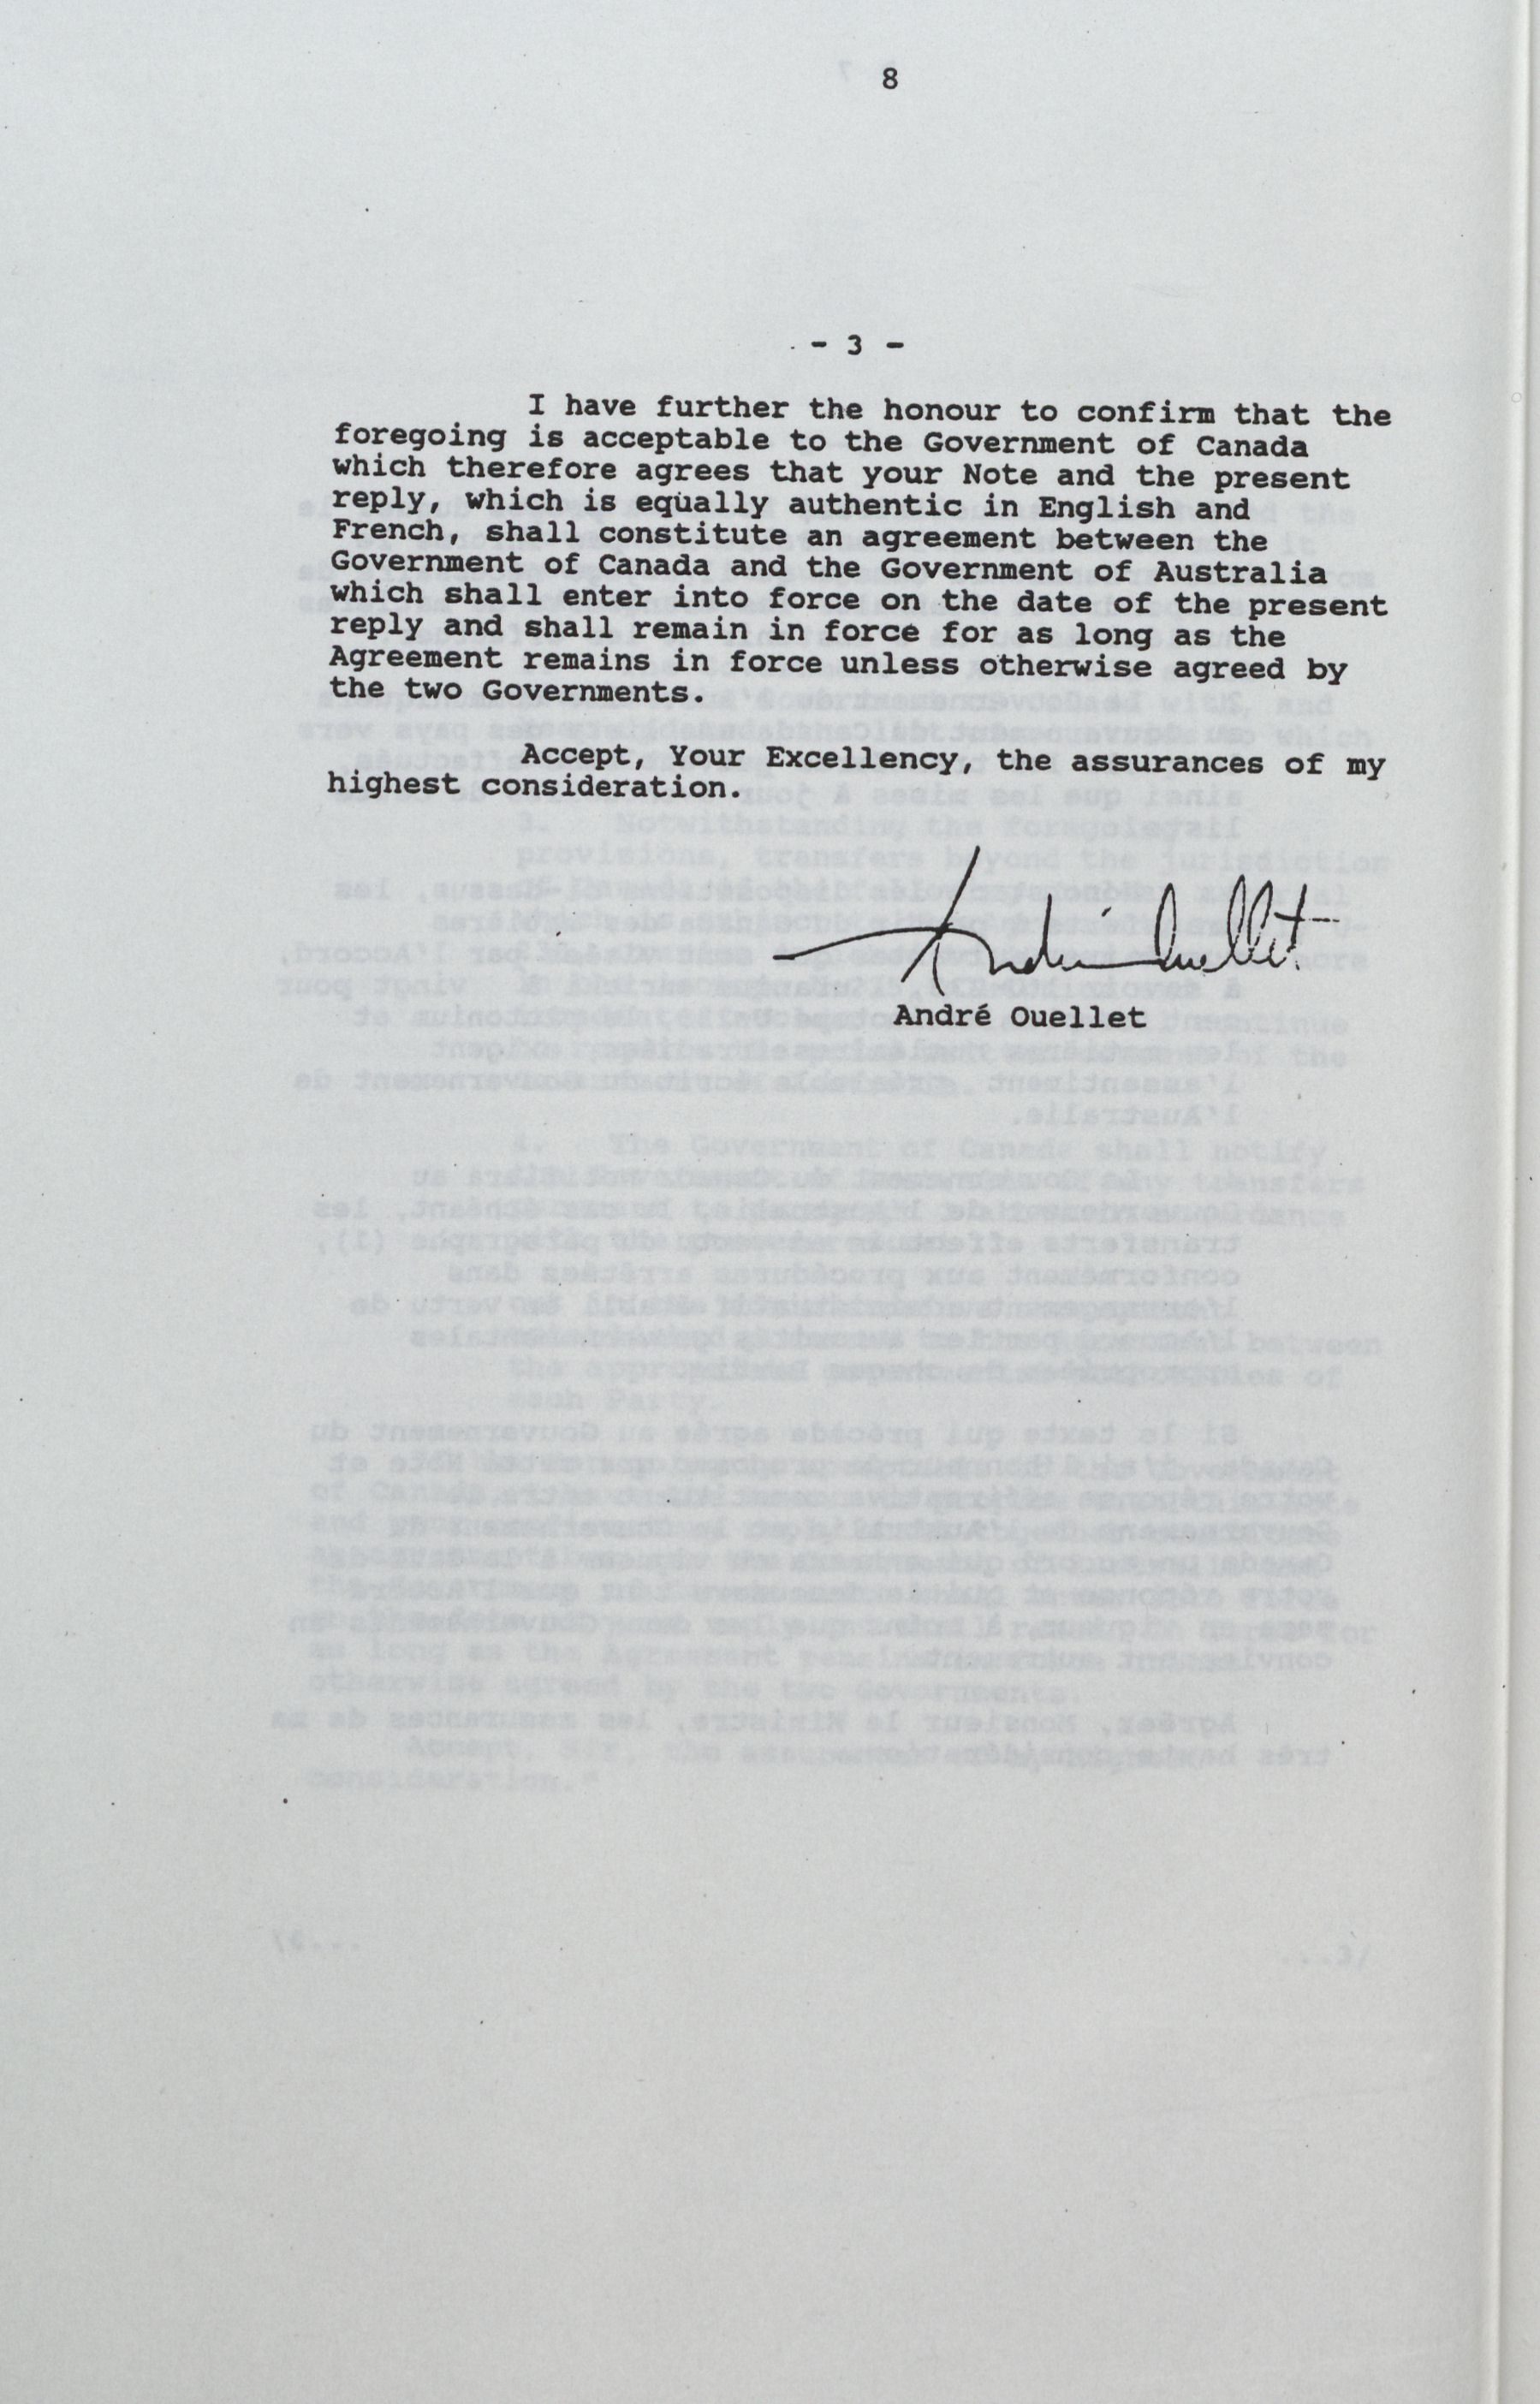 8
- 3 -
I have further the honour to confirm that the
foregoing is acceptable to the Government of Canada
which therefore agrees that your Note and the present
reply, which is equally authentic in English and
French, shall constitute an agreement between the
Government of Canada and the Government of Australia
which shall enter into force on the date of the present
reply and shall remain in force for as long as the
Agreement remains in force unless otherwise agreed by
the two Governments.
Accept, Your Excellency, the assurances of my
highest consideration.
André Ouellet
André Ouellet